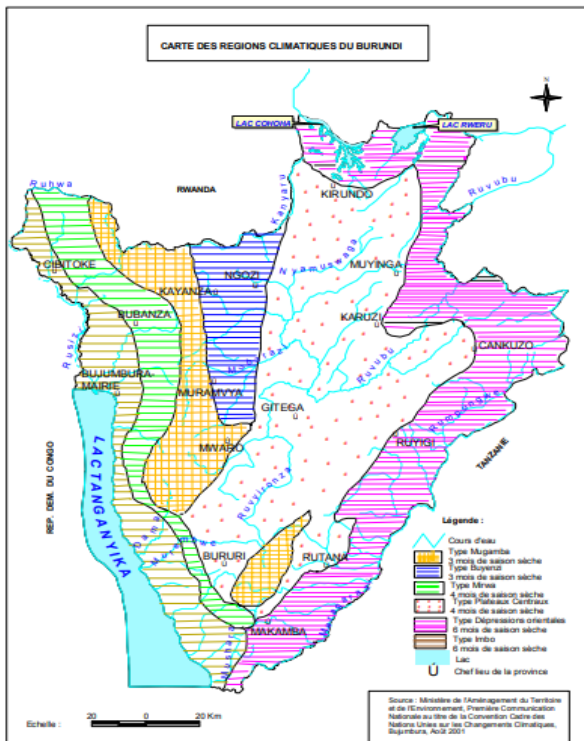 CARTE DES REGIONS CLIMATIQUES DU BURUNDI
N
LAC COHOHA
LAC RWERU
Ruhwa
RWANDA
Kanyaru
KIRUNDO
Ruvubu
Nyamuswaga
MUYINGA
CIBITOKE
NGOZI
KAYANZA
BUBANZA
KARUZI
Rusizi
Mubarazi
CANKUZO
BUJUMBURA-
MAIRIE
MURAMVYA
Ruvubu
GITEGA
Rumpungwe
MWARO
RUYIGI
TANZANIE
REP. DEM. DU CONGO
LAC TANGANYIKA
Ruvyironza
Dama
Murembwe
BURURI
RUTANA
MAKAMBA
Légende :
Cours d'eau
Type Mugamba
3 mois de saison sèche
Type Buyenzi
3 mois de saison sèche
Type Mirwa
4 mois de saison sèche
Type Plateaux Centraux
4 mois de saison sèche
Type Dépressions orientales
6 mois de saison sèche
Type Imbo
6 mois de saison sèche
Lac
Chef lieu de la province
Echelle :
20 0 20 Km
Source : Ministère de l'Aménagement du Territoire
et de l'Environnement, Première Communication
Nationale au titre de la Convention Cadre des
Nations Unies sur les Changements Climatiques,
Bujumbura, Août 2001